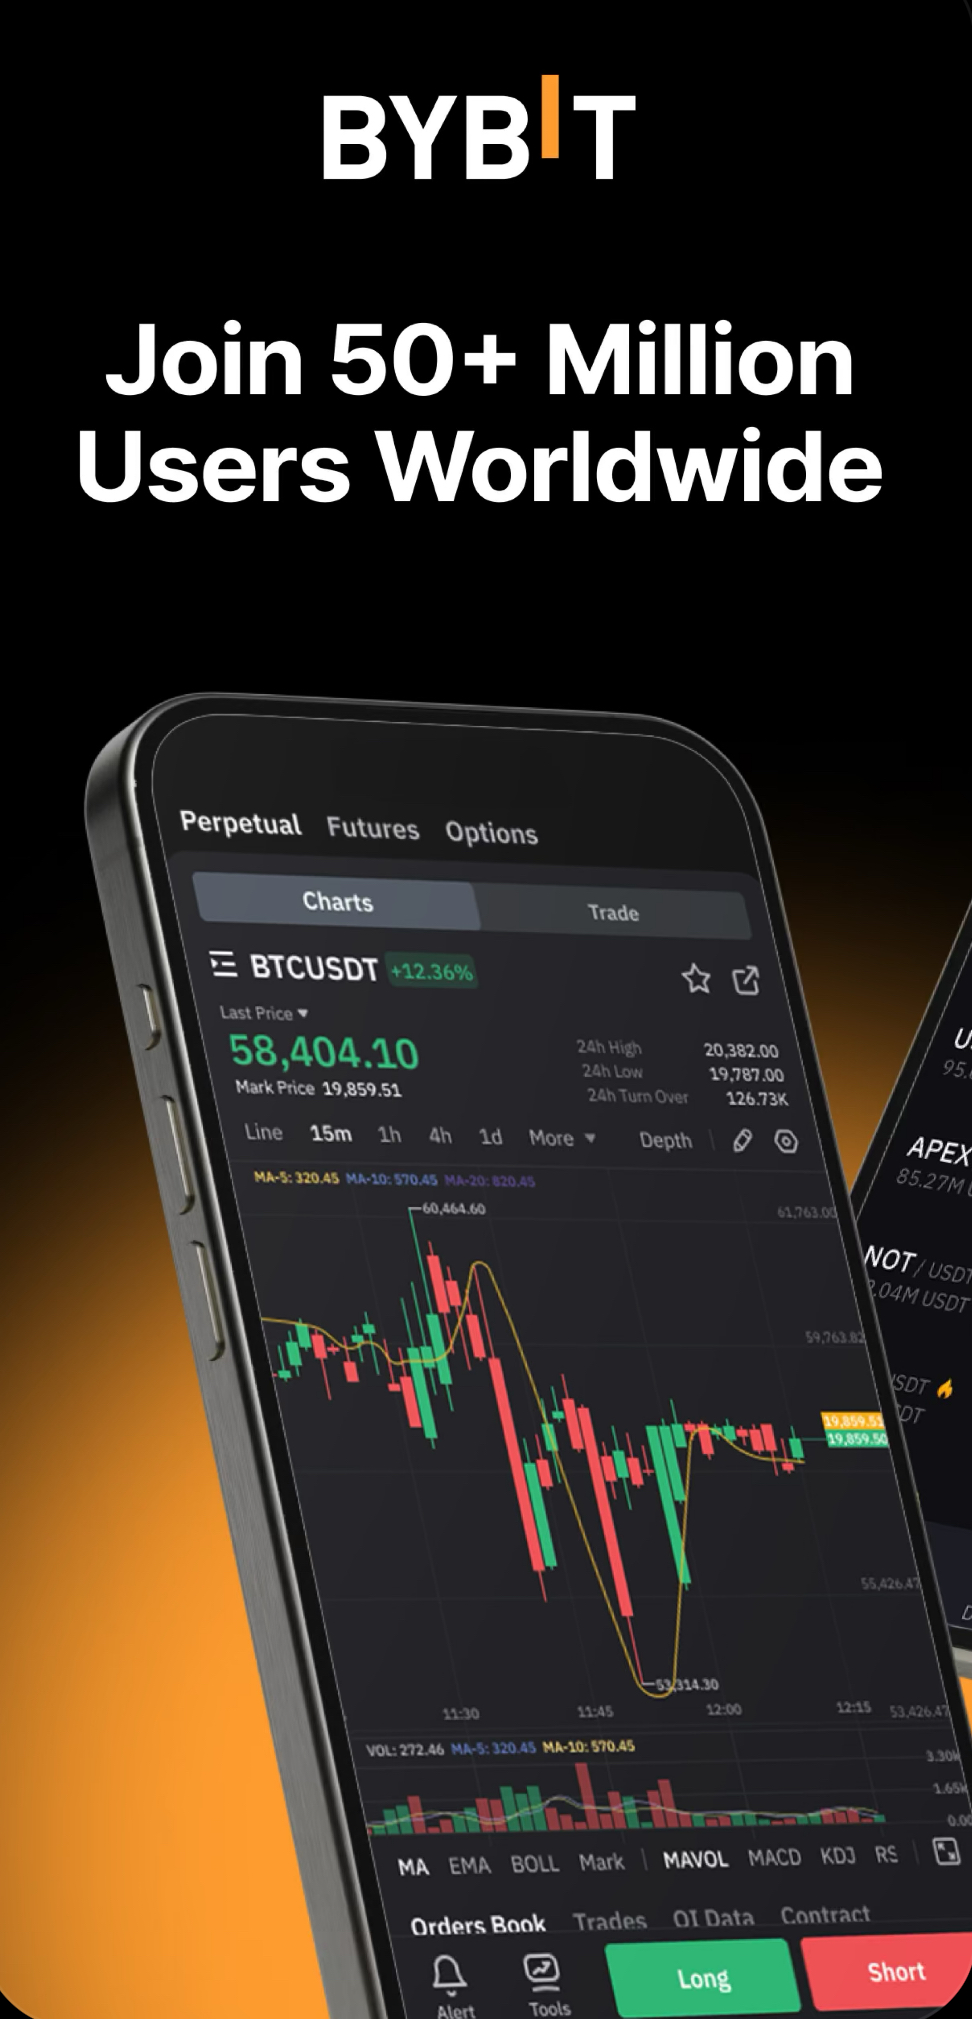 BYBIT
Join 50+ Million
Users Worldwide
Perpetual Futures Options
Charts Trade
BTCUSDT +12.36%
Last Price
58,404.10
Mark Price 19,859.51
24h High 20,382.00
24h Low 19,787.00
24h Turn Over 126.73K
Line 15m 1h 4h 1d More Depth
MA-5: 320.45 MA-10: 570.45 MA-20: 820.45
60,464.60
61,763.00
59,763.82
19,859.51
19,859.50
55,426.47
53,314.30
11:30 11:45 12:00 12:15 53,426.47
VOL: 272.46 MA-5: 320.45 MA-10: 570.45
3.30k
1.65k
0.00
MA EMA BOLL Mark MAVOL MACD KDJ RS
Orders Book Trades OI Data Contract
Alert Tools Long Short
APEX
85.27M
NOT / USDT
2.04M USDT